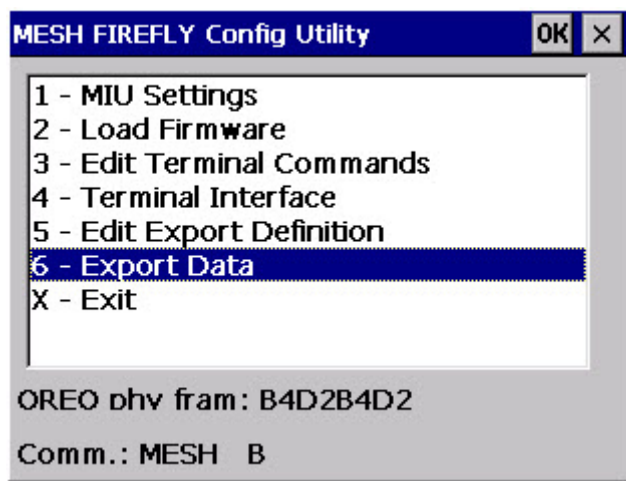 MESH FIREFLY Config Utility OK ×
1 - MIU Settings
2 - Load Firmware
3 - Edit Terminal Commands
4 - Terminal Interface
5 - Edit Export Definition
6 - Export Data
X - Exit
OREO phy fram: B4D2B4D2
Comm.: MESH B